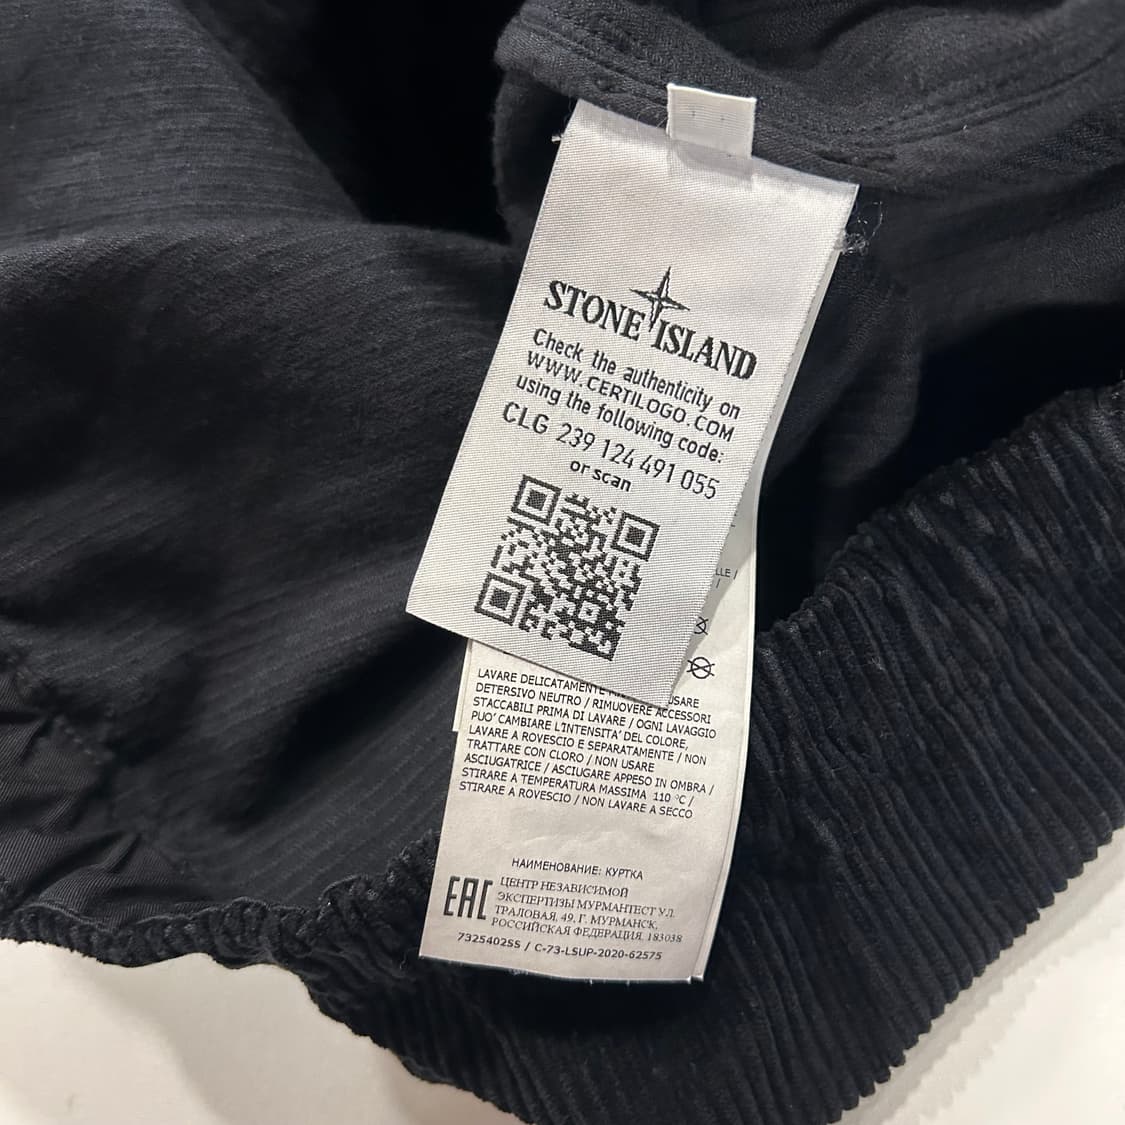 STONE ISLAND
Check the authenticity on
WWW.CERTILOGO.COM
using the following code:
CLG 239 124 491 055
or scan
LLE /
/
LAVARE DELICATAMENTE USARE
DETERSIVO NEUTRO / RIMUOVERE ACCESSORI
STACCABILI PRIMA DI LAVARE / OGNI LAVAGGIO
PUO' CAMBIARE L'INTENSITA' DEL COLORE,
LAVARE A ROVESCIO E SEPARATAMENTE / NON
TRATTARE CON CLORO / NON USARE
ASCIUGATRICE / ASCIUGARE APPESO IN OMBRA /
STIRARE A TEMPERATURA MASSIMA 110 °C /
STIRARE A ROVESCIO / NON LAVARE A SECCO
НАИМЕНОВАНИЕ: КУРТКА
EAC
ЦЕНТР НЕЗАВИСИМОЙ
ЭКСПЕРТИЗЫ МУРМАНТЕСТ УЛ.
ТРАЛОВАЯ, 49, Г. МУРМАНСК,
РОССИЙСКАЯ ФЕДЕРАЦИЯ, 183038
7325402SS / C-73-LSUP-2020-62575